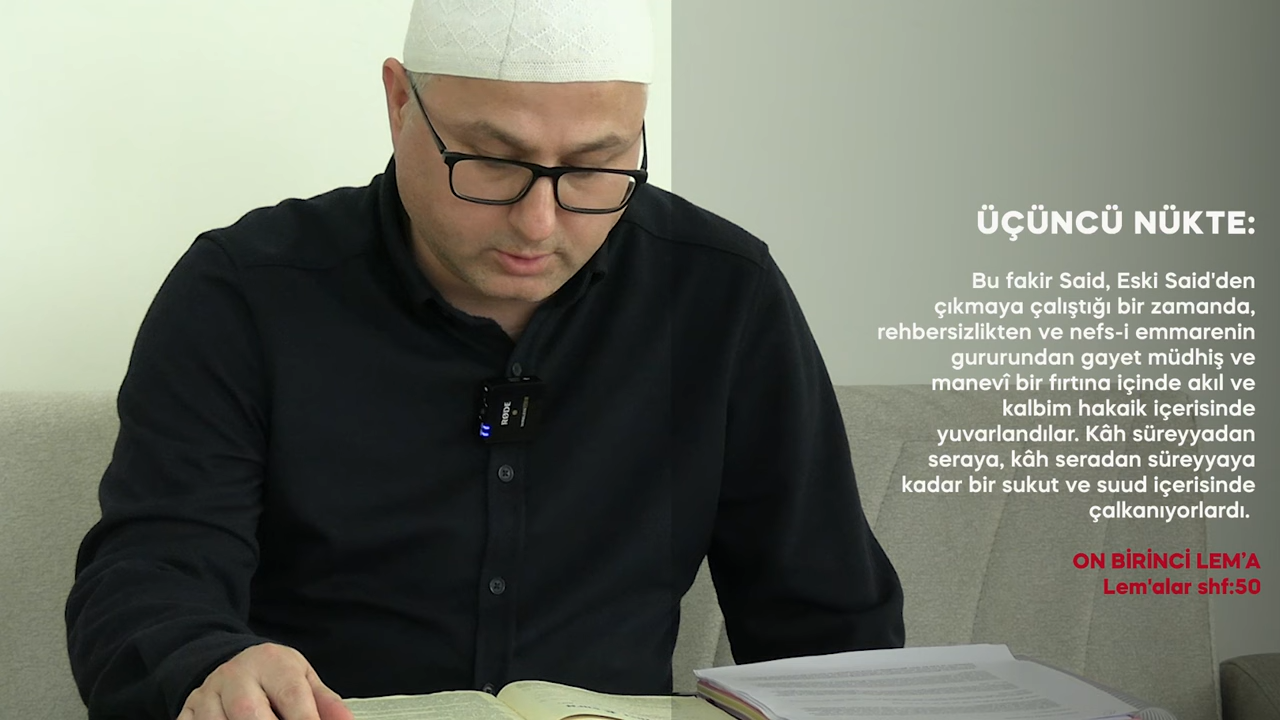 ÜÇÜNCÜ NÜKTE:
Bu fakir Said, Eski Said'den
çıkmaya çalıştığı bir zamanda,
rehbersizlikten ve nefs-i emmarenin
gururundan gayet müdhiş ve
manevî bir fırtına içinde akıl ve
kalbim hakaik içerisinde
yuvarlandılar. Kâh süreyyadan
seraya, kâh seradan süreyyaya
kadar bir sukut ve suud içerisinde
çalkanıyorlardı.
ON BİRİNCİ LEM’A
Lem'alar shf:50
RØDE